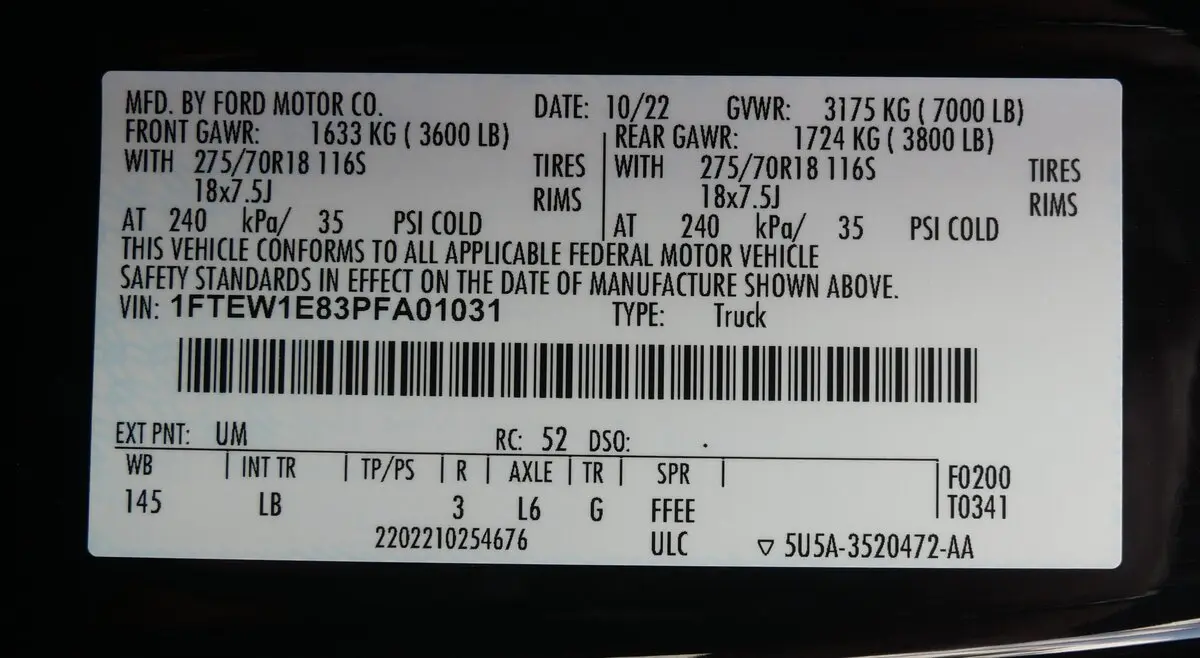 MFD. BY FORD MOTOR CO. DATE: 10/22 GVWR: 3175 KG ( 7000 LB)
FRONT GAWR: 1633 KG ( 3600 LB) REAR GAWR: 1724 KG ( 3800 LB)
WITH 275/70R18 116S TIRES WITH 275/70R18 116S TIRES
18x7.5J RIMS 18x7.5J RIMS
AT 240 kPa/ 35 PSI COLD AT 240 kPa/ 35 PSI COLD
THIS VEHICLE CONFORMS TO ALL APPLICABLE FEDERAL MOTOR VEHICLE
SAFETY STANDARDS IN EFFECT ON THE DATE OF MANUFACTURE SHOWN ABOVE.
VIN: 1FTEW1E83PFA01031 TYPE: Truck
EXT PNT: UM RC: 52 DSO: .
WB INT TR TP/PS R AXLE TR SPR F0200
145 LB 3 L6 G FFEE T0341
2202210254676 ULC ▽ 5U5A-3520472-AA